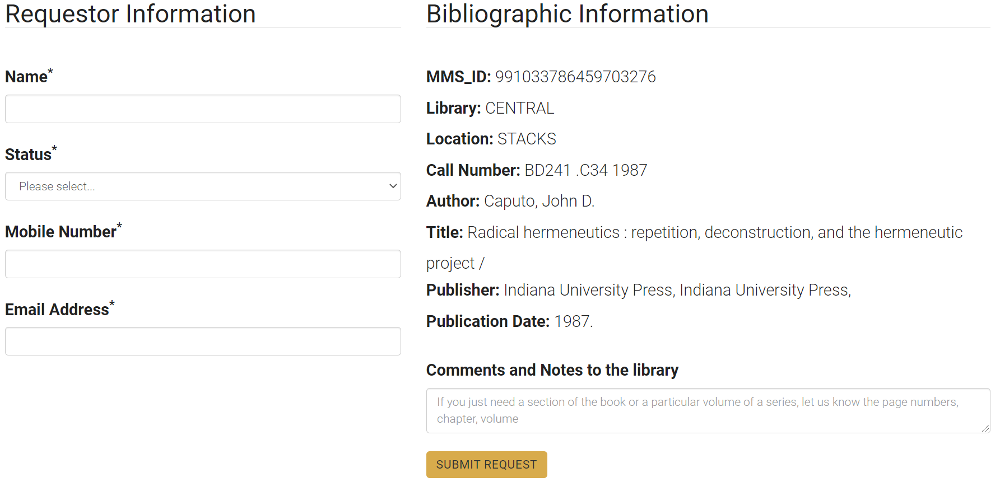 Requestor Information
Name*
Status*
Please select...
Mobile Number*
Email Address*
Bibliographic Information
MMS_ID: 991033786459703276
Library: CENTRAL
Location: STACKS
Call Number: BD241 .C34 1987
Author: Caputo, John D.
Title: Radical hermeneutics : repetition, deconstruction, and the hermeneutic
project /
Publisher: Indiana University Press, Indiana University Press,
Publication Date: 1987.
Comments and Notes to the library
If you just need a section of the book or a particular volume of a series, let us know the page numbers,
chapter, volume
SUBMIT REQUEST